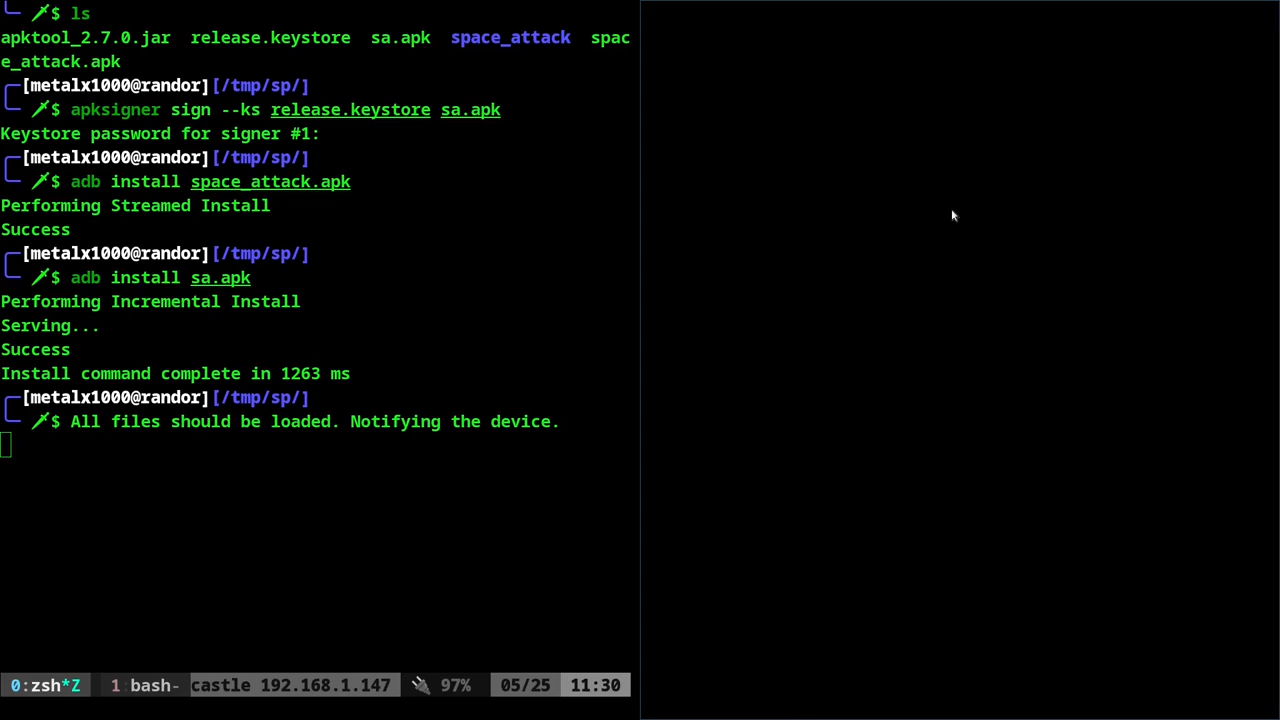 $ ls
apktool_2.7.0.jar  release.keystore  sa.apk  space_attack  spac
e_attack.apk
[metalx1000@randor][/tmp/sp/]
$ apksigner sign --ks release.keystore sa.apk
Keystore password for signer #1:
[metalx1000@randor][/tmp/sp/]
$ adb install space_attack.apk
Performing Streamed Install
Success
[metalx1000@randor][/tmp/sp/]
$ adb install sa.apk
Performing Incremental Install
Serving...
Success
Install command complete in 1263 ms
[metalx1000@randor][/tmp/sp/]
$ All files should be loaded. Notifying the device.
0:zsh*Z  1 bash- castle 192.168.1.147 97% 05/25 11:30